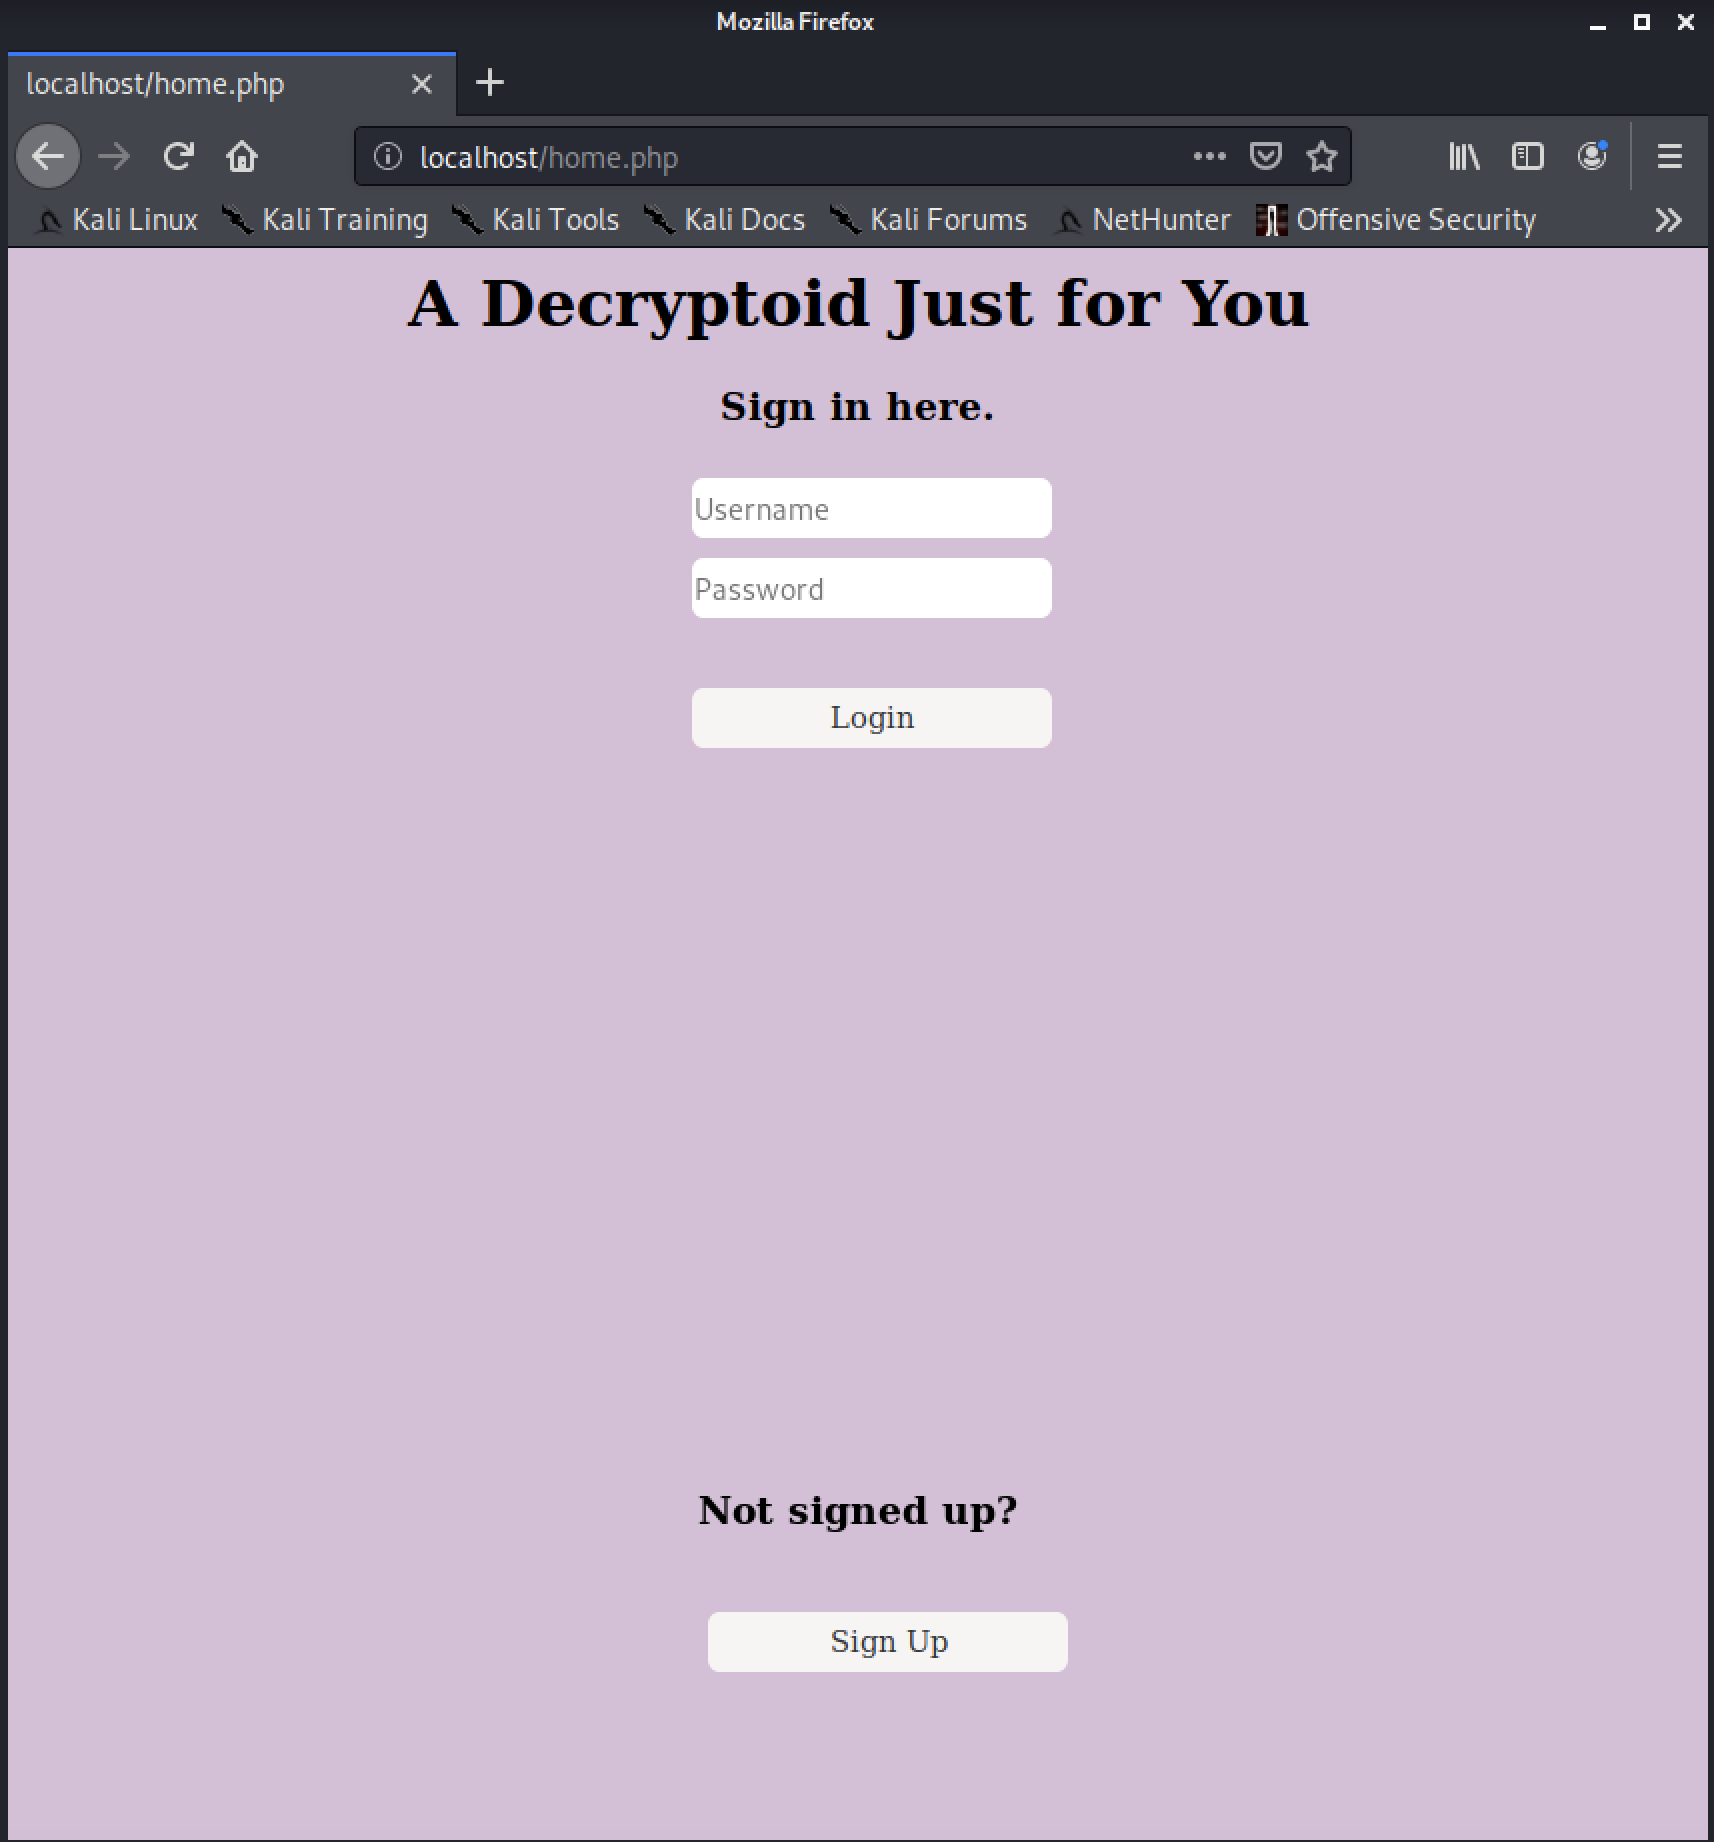 Mozilla Firefox
localhost/home.php
localhost/home.php
Kali Linux Kali Training Kali Tools Kali Docs Kali Forums NetHunter Offensive Security
A Decryptoid Just for You
Sign in here.
Username
Password
Login
Not signed up?
Sign Up